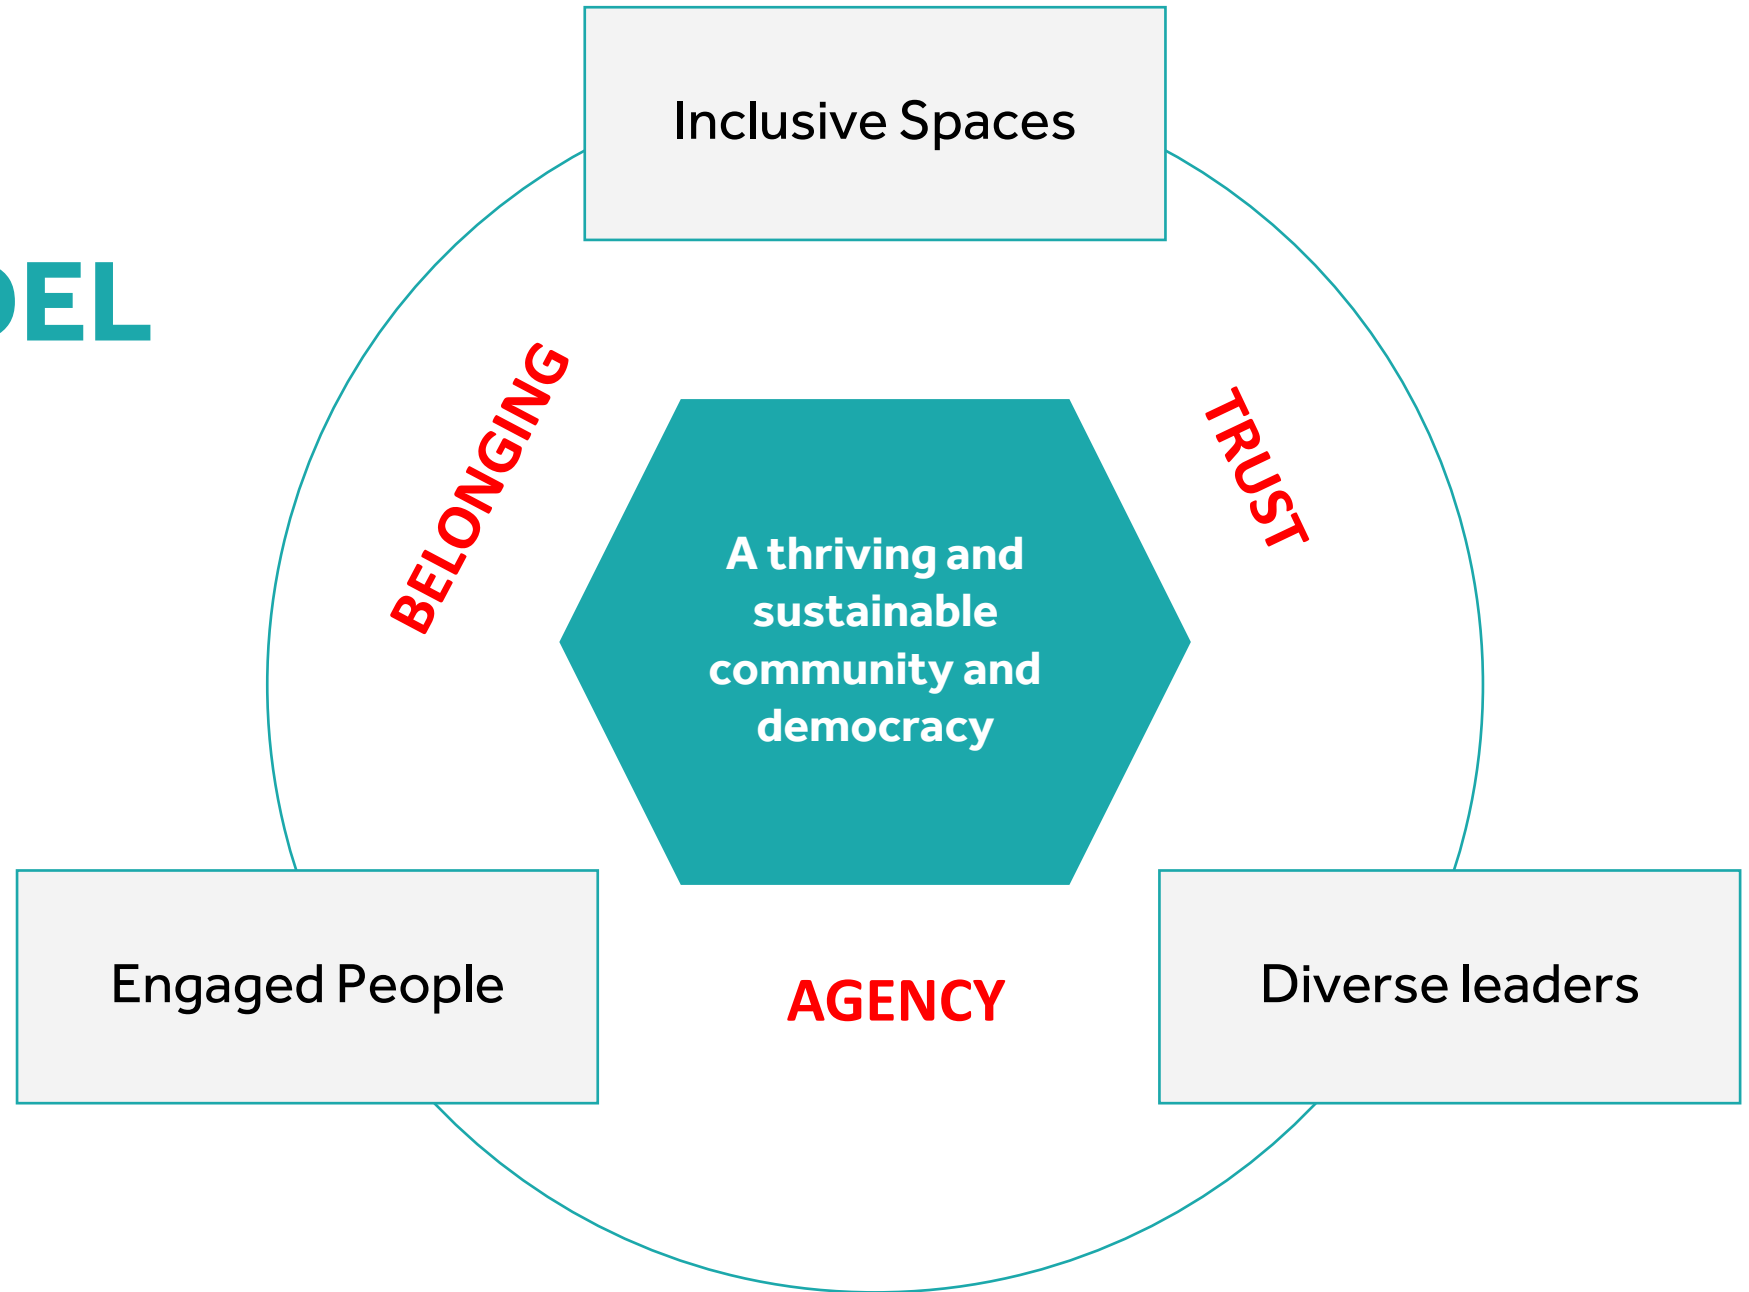 Inclusive Spaces
DEL
BELONGING
TRUST
A thriving and
sustainable
community and
democracy
Engaged People
AGENCY
Diverse leaders